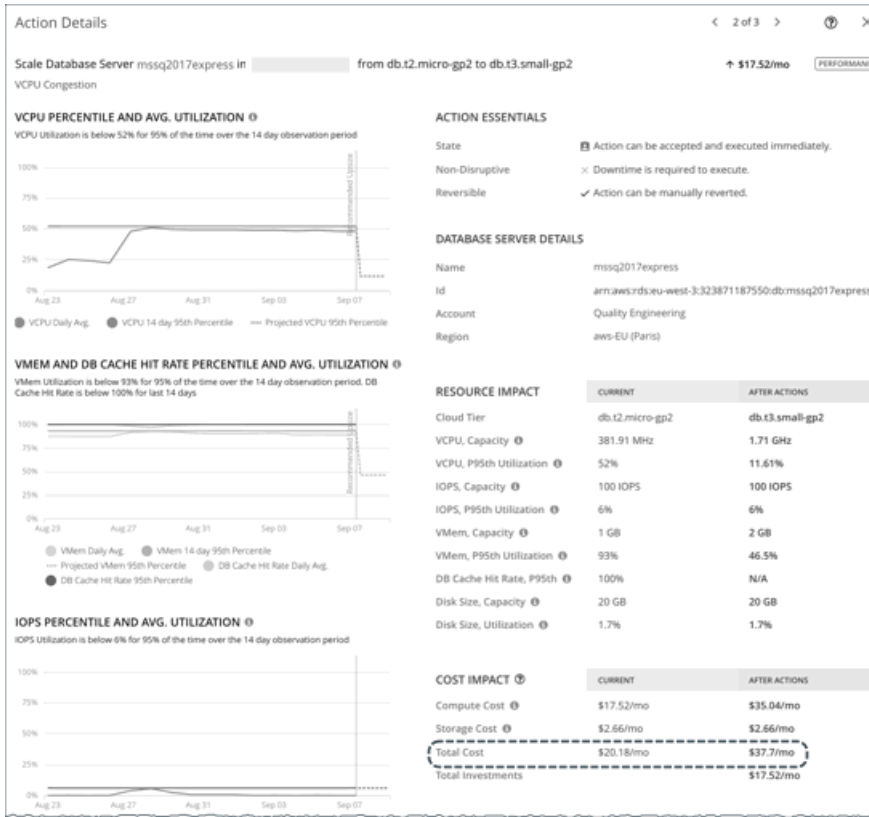 Action Details
2 of 3
Scale Database Server mssq2017express in from db.t2.micro-gp2 to db.t3.small-gp2
↑ $17.52/mo
VCPU Congestion
VCPU PERCENTILE AND AVG. UTILIZATION
VCPU Utilization is below 52% for 95% of the time over the 14 day observation period
100%
75%
50%
25%
0%
Recommended Upsize
Aug 23 Aug 27 Aug 31 Sep 03 Sep 07
VCPU Daily Avg. VCPU 14 day 95th Percentile Projected VCPU 95th Percentile
VMEM AND DB CACHE HIT RATE PERCENTILE AND AVG. UTILIZATION
VMem Utilization is below 93% for 95% of the time over the 14 day observation period. DB
Cache Hit Rate is below 100% for last 14 days
100%
75%
50%
25%
0%
Recommended Upsize
Aug 23 Aug 27 Aug 31 Sep 03 Sep 07
VMem Daily Avg. VMem 14 day 95th Percentile
Projected VMem 95th Percentile DB Cache Hit Rate Daily Avg.
DB Cache Hit Rate 95th Percentile
IOPS PERCENTILE AND AVG. UTILIZATION
IOPS Utilization is below 6% for 95% of the time over the 14 day observation period
100%
75%
50%
25%
0%
Aug 23 Aug 27 Aug 31 Sep 03 Sep 07
ACTION ESSENTIALS
State Action can be accepted and executed immediately.
Non-Disruptive × Downtime is required to execute.
Reversible ✓ Action can be manually reverted.
DATABASE SERVER DETAILS
Name mssq2017express
Id arn:aws:rds:eu-west-3:323871187550:db:mssq2017express
Account Quality Engineering
Region aws-EU (Paris)
RESOURCE IMPACT CURRENT AFTER ACTIONS
Cloud Tier db.t2.micro-gp2 db.t3.small-gp2
VCPU, Capacity 381.91 MHz 1.71 GHz
VCPU, P95th Utilization 52% 11.61%
IOPS, Capacity 100 IOPS 100 IOPS
IOPS, P95th Utilization 6% 6%
VMem, Capacity 1 GB 2 GB
VMem, P95th Utilization 93% 46.5%
DB Cache Hit Rate, P95th 100% N/A
Disk Size, Capacity 20 GB 20 GB
Disk Size, Utilization 1.7% 1.7%
COST IMPACT CURRENT AFTER ACTIONS
Compute Cost $17.52/mo $35.04/mo
Storage Cost $2.66/mo $2.66/mo
Total Cost $20.18/mo $37.7/mo
Total Investments $17.52/mo